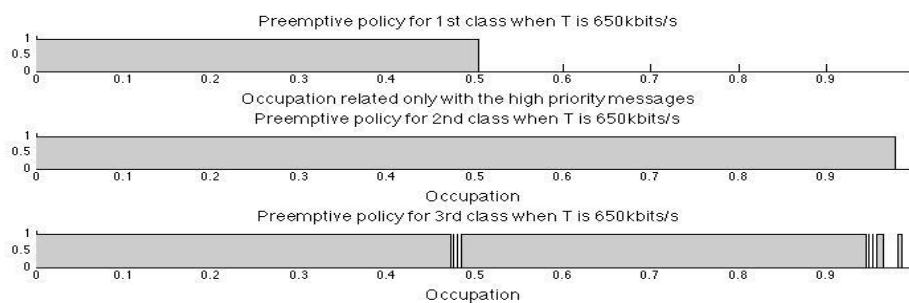 Preemptive policy for 1st class when T is 650kbits/s
1
0.5
0
0 0.1 0.2 0.3 0.4 0.5 0.6 0.7 0.8 0.9
Occupation related only with the high priority messages
Preemptive policy for 2nd class when T is 650kbits/s
1
0.5
0
0 0.1 0.2 0.3 0.4 0.5 0.6 0.7 0.8 0.9
Occupation
Preemptive policy for 3rd class when T is 650kbits/s
1
0.5
0
0 0.1 0.2 0.3 0.4 0.5 0.6 0.7 0.8 0.9
Occupation